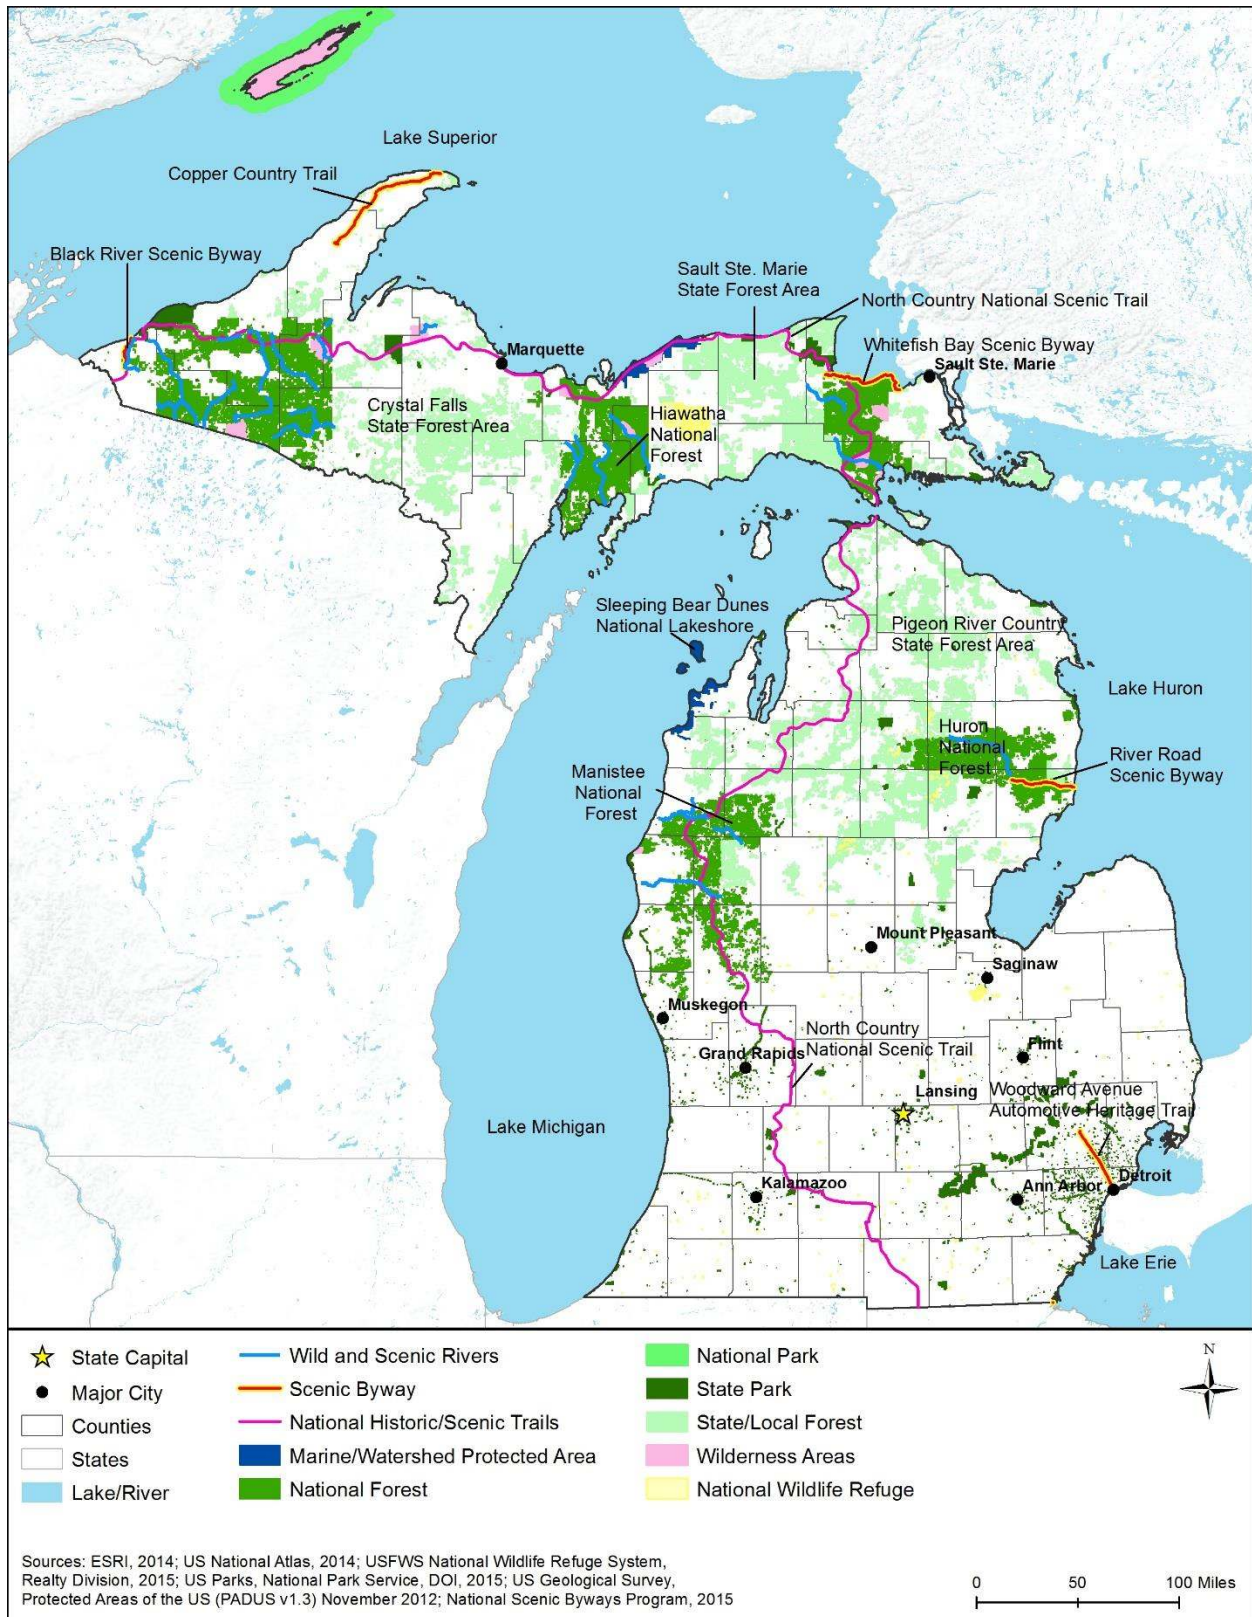 Lake Superior
Copper Country Trail
Black River Scenic Byway
Sault Ste. Marie
State Forest Area
North Country National Scenic Trail
Whitefish Bay Scenic Byway
Sault Ste. Marie
Marquette
Crystal Falls
State Forest Area
Hiawatha
National
Forest
Sleeping Bear Dunes
National Lakeshore
Pigeon River Country
State Forest Area
Lake Huron
Huron
National
Forest
River Road
Scenic Byway
Manistee
National
Forest
Mount Pleasant
Saginaw
Muskegon
North Country
National Scenic Trail
Grand Rapids
Flint
Lansing
Woodward Avenue
Automotive Heritage Trail
Lake Michigan
Kalamazoo
Ann Arbor
Detroit
Lake Erie
State Capital
Major City
Counties
States
Lake/River
Wild and Scenic Rivers
Scenic Byway
National Historic/Scenic Trails
Marine/Watershed Protected Area
National Forest
National Park
State Park
State/Local Forest
Wilderness Areas
National Wildlife Refuge
N
Sources: ESRI, 2014; US National Atlas, 2014; USFWS National Wildlife Refuge System,
Realty Division, 2015; US Parks, National Park Service, DOI, 2015; US Geological Survey,
Protected Areas of the US (PADUS v1.3) November 2012; National Scenic Byways Program, 2015
0 50 100 Miles